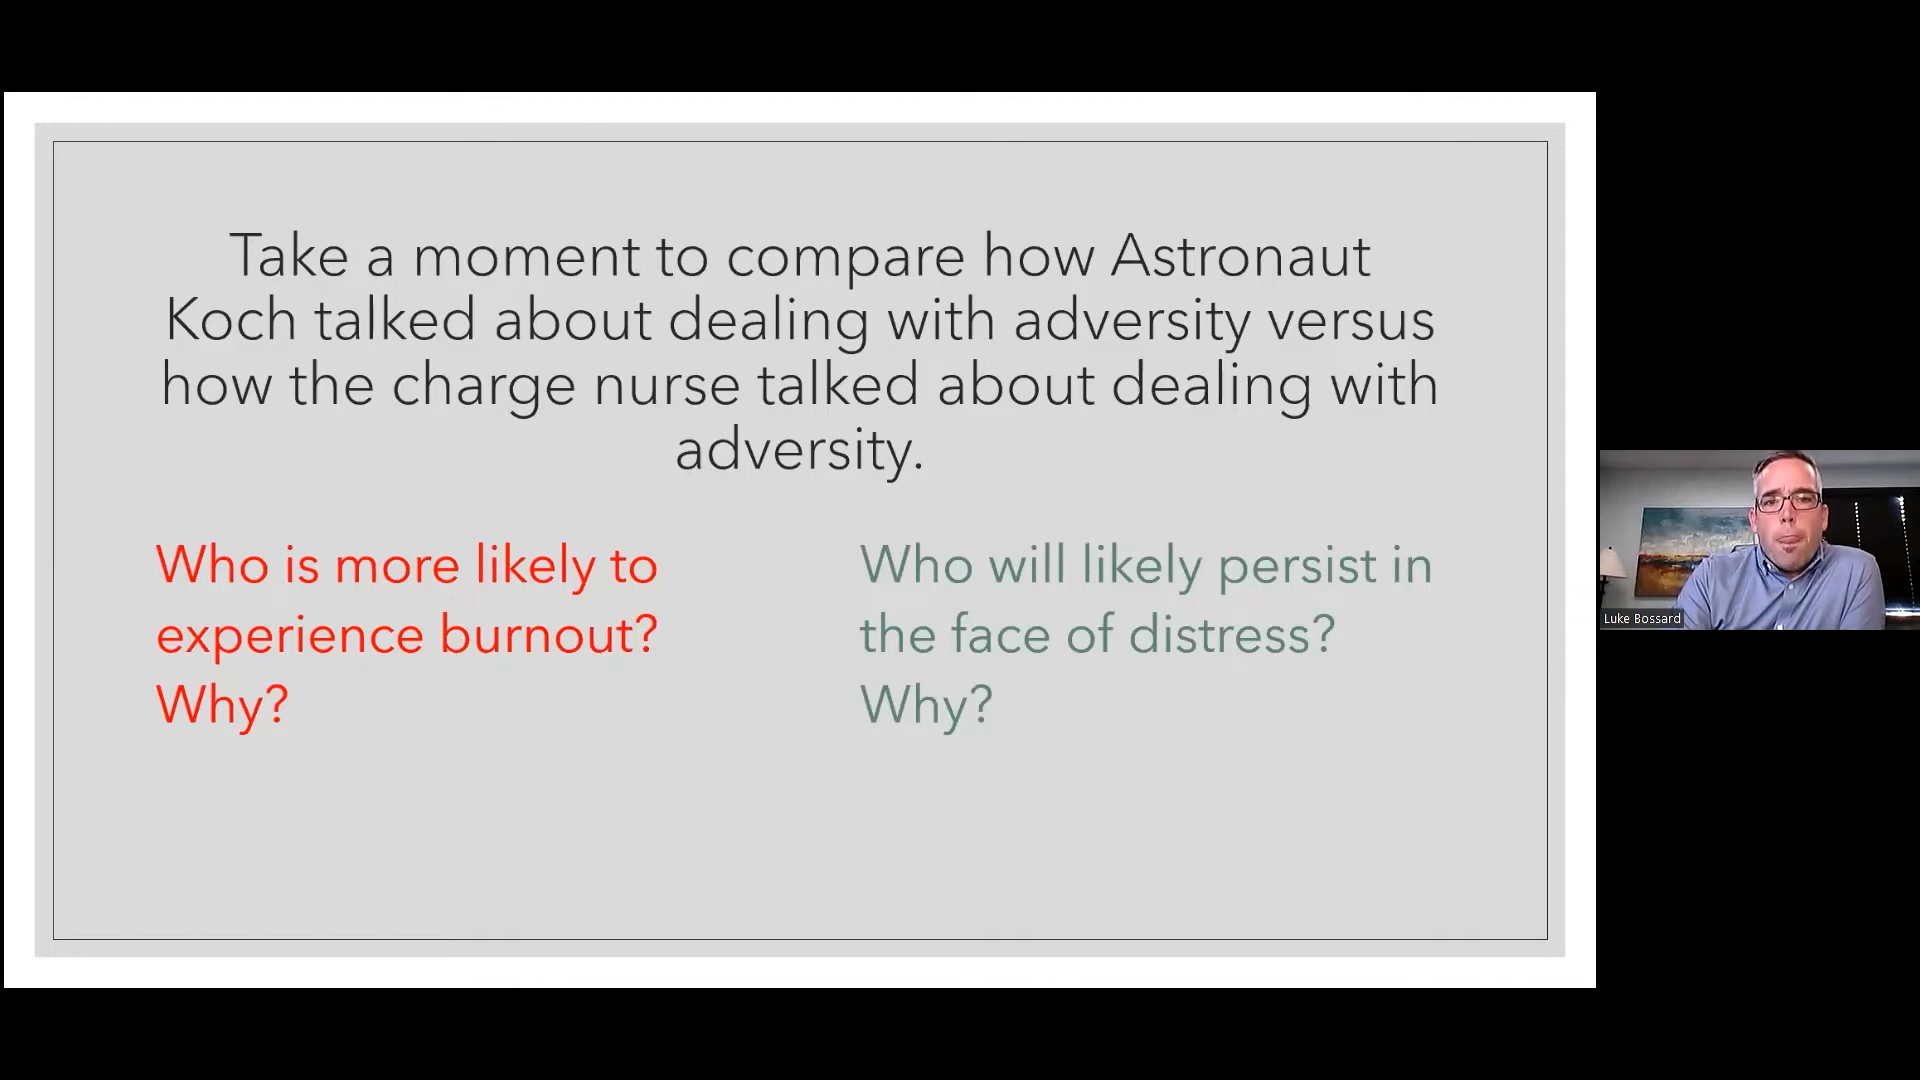 Take a moment to compare how Astronaut
Koch talked about dealing with adversity versus
how the charge nurse talked about dealing with
adversity.
Who is more likely to
experience burnout?
Why?
Who will likely persist in
the face of distress?
Why?
Luke Bossard